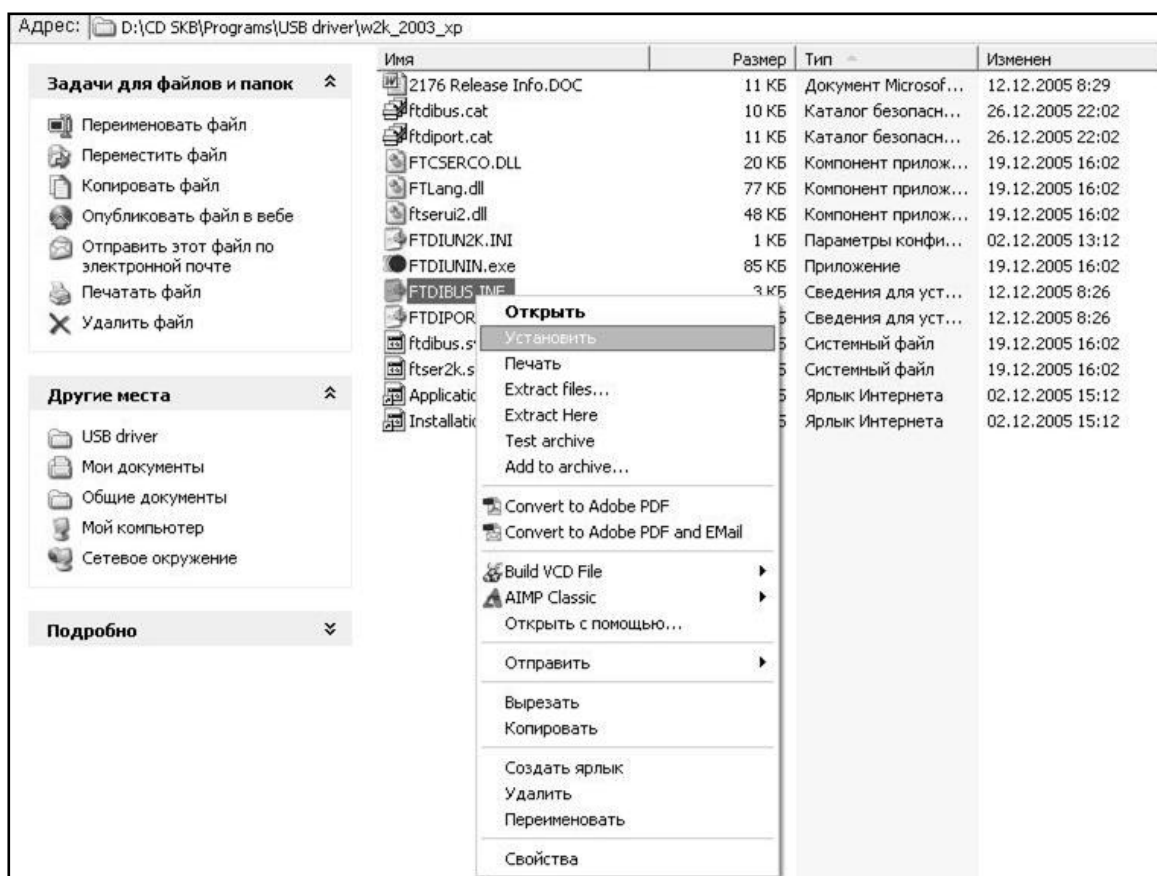 Адрес: D:\CD SKB\Programs\USB driver\w2k_2003_xp
Задачи для файлов и папок
Переименовать файл
Переместить файл
Копировать файл
Опубликовать файл в вебе
Отправить этот файл по
электронной почте
Печатать файл
Удалить файл
Другие места
USB driver
Мои документы
Общие документы
Мой компьютер
Сетевое окружение
Подробно
Имя Размер Тип Изменен
2176 Release Info.DOC 11 КБ Документ Microsof... 12.12.2005 8:29
ftdibus.cat 10 КБ Каталог безопасн... 26.12.2005 22:02
ftdiport.cat 11 КБ Каталог безопасн... 26.12.2005 22:02
FTCSERCO.DLL 20 КБ Компонент прилож... 19.12.2005 16:02
FTLang.dll 77 КБ Компонент прилож... 19.12.2005 16:02
ftserui2.dll 48 КБ Компонент прилож... 19.12.2005 16:02
FTDIUN2K.INI 1 КБ Параметры конфи... 02.12.2005 13:12
FTDIUNIN.exe 85 КБ Приложение 19.12.2005 16:02
FTDIBUS.INF 3 КБ Сведения для уст... 12.12.2005 8:26
FTDIPOR Сведения для уст... 12.12.2005 8:26
ftdibus.s Системный файл 19.12.2005 16:02
ftser2k.s Системный файл 19.12.2005 16:02
Applicatio Ярлык Интернета 02.12.2005 15:12
Installatio Ярлык Интернета 02.12.2005 15:12
Открыть
Установить
Печать
Extract files...
Extract Here
Test archive
Add to archive...
Convert to Adobe PDF
Convert to Adobe PDF and EMail
Build VCD File
AIMP Classic
Открыть с помощью...
Отправить
Вырезать
Копировать
Создать ярлык
Удалить
Переименовать
Свойства